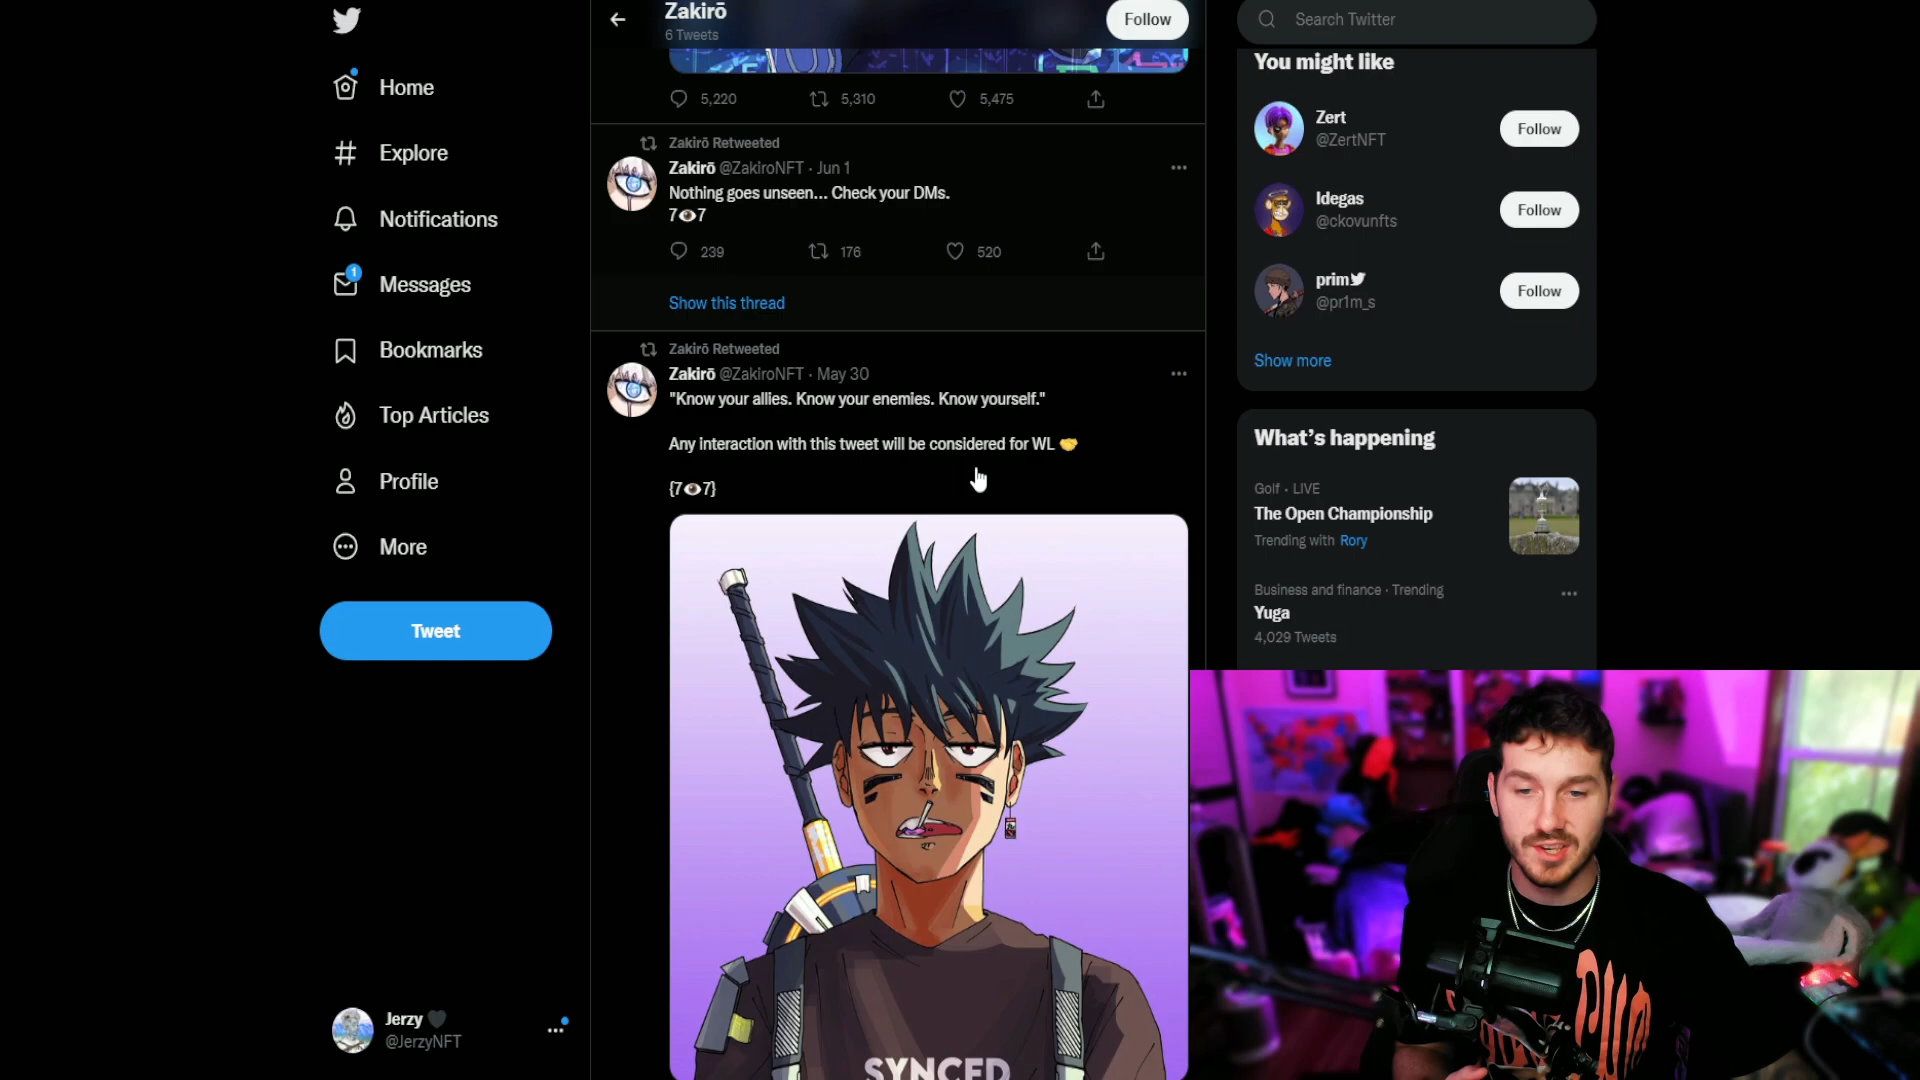 Home
Explore
Notifications
1
Messages
Bookmarks
Top Articles
Profile
More
Tweet
Jerzy
@JerzyNFT
Zakirō
6 Tweets
Follow
5,220
5,310
5,475
Zakirō Retweeted
Zakirō @ZakiroNFT · Jun 1
Nothing goes unseen... Check your DMs.
7👁7
239
176
520
Show this thread
Zakirō Retweeted
Zakirō @ZakiroNFT · May 30
"Know your allies. Know your enemies. Know yourself."
Any interaction with this tweet will be considered for WL 🤝
{7👁7}
SYNCED
Search Twitter
You might like
Zert
@ZertNFT
Follow
Idegas
@ckovunfts
Follow
prim
@pr1m_s
Follow
Show more
What's happening
Golf · LIVE
The Open Championship
Trending with Rory
Business and finance · Trending
Yuga
4,029 Tweets